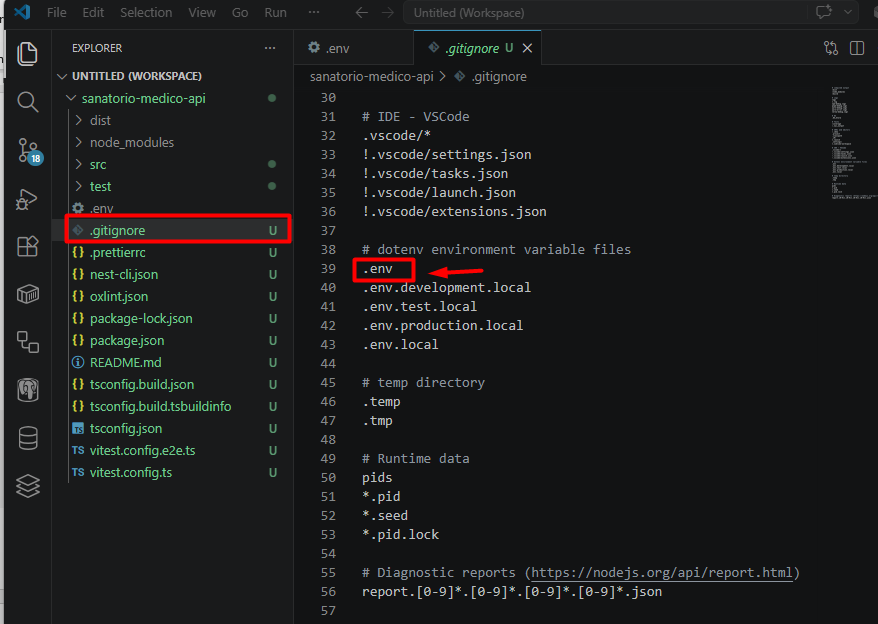 File Edit Selection View Go Run ··· Untitled (Workspace)
EXPLORER ···
UNTITLED (WORKSPACE)
sanatorio-medico-api
dist
node_modules
src
test
.env
.gitignore U
.prettierrc U
nest-cli.json U
oxlint.json U
package-lock.json U
package.json U
README.md U
tsconfig.build.json U
tsconfig.build.tsbuildinfo U
tsconfig.json U
vitest.config.e2e.ts U
vitest.config.ts U
18
.env
.gitignore U
sanatorio-medico-api > .gitignore
30
31 # IDE - VSCode
32 .vscode/*
33 !.vscode/settings.json
34 !.vscode/tasks.json
35 !.vscode/launch.json
36 !.vscode/extensions.json
37
38 # dotenv environment variable files
39 .env
40 .env.development.local
41 .env.test.local
42 .env.production.local
43 .env.local
44
45 # temp directory
46 .temp
47 .tmp
48
49 # Runtime data
50 pids
51 *.pid
52 *.seed
53 *.pid.lock
54
55 # Diagnostic reports (https://nodejs.org/api/report.html)
56 report.[0-9]*.[0-9]*.[0-9]*.[0-9]*.json
57